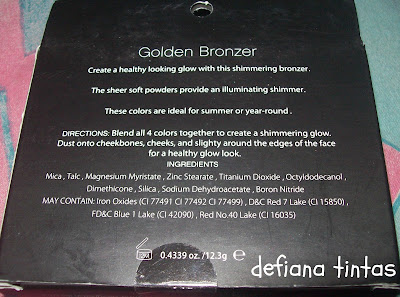 Golden Bronzer
Create a healthy looking glow with this shimmering bronzer.
The sheer soft powders provide an illuminating shimmer.
These colors are ideal for summer or year-round .
DIRECTIONS: Blend all 4 colors together to create a shimmering glow.
Dust onto cheekbones, cheeks, and slighty around the edges of the face
for a healthy glow look.
INGREDIENTS
Mica , Talc , Magnesium Myristate , Zinc Stearate , Titanium Dioxide , Octyldodecanol ,
Dimethicone , Silica , Sodium Dehydroacetate , Boron Nitride
MAY CONTAIN: Iron Oxides (CI 77491 CI 77492 CI 77499) , D&C Red 7 Lake (CI 15850) ,
FD&C Blue 1 Lake (CI 42090) , Red No.40 Lake (CI 16035)
0.4339 oz. /12.3g ℮
defiana tintas